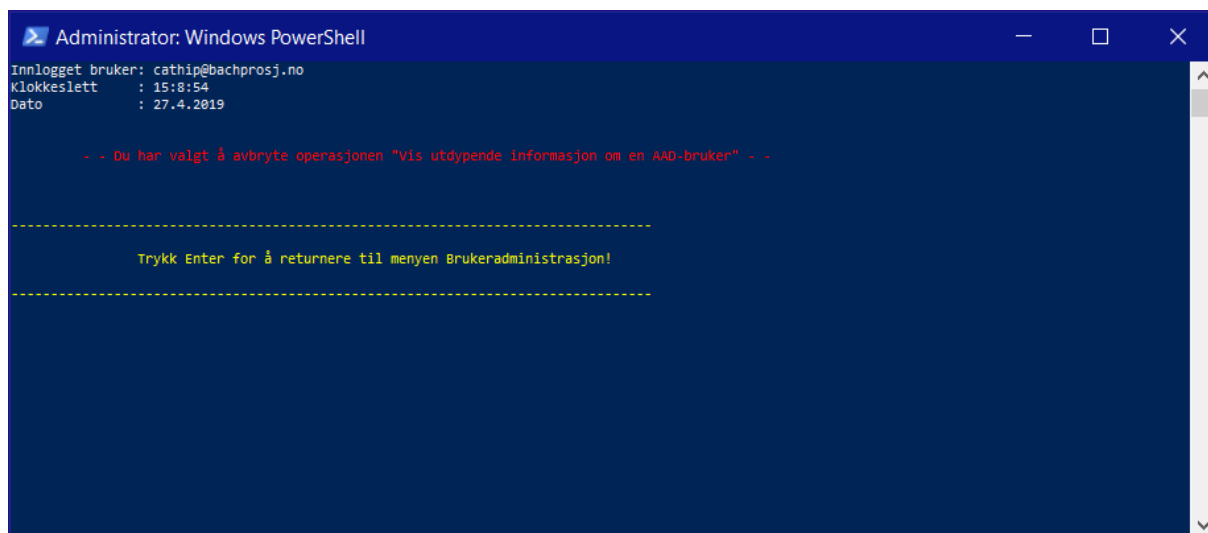 Administrator: Windows PowerShell
Innlogget bruker: cathip@bachprosj.no
Klokkeslett : 15:8:54
Dato : 27.4.2019
- - Du har valgt å avbryte operasjonen "Vis utdypende informasjon om en AAD-bruker" - -
--------------------------------------------------------------------------------
Trykk Enter for å returnere til menyen Brukeradministrasjon!
--------------------------------------------------------------------------------